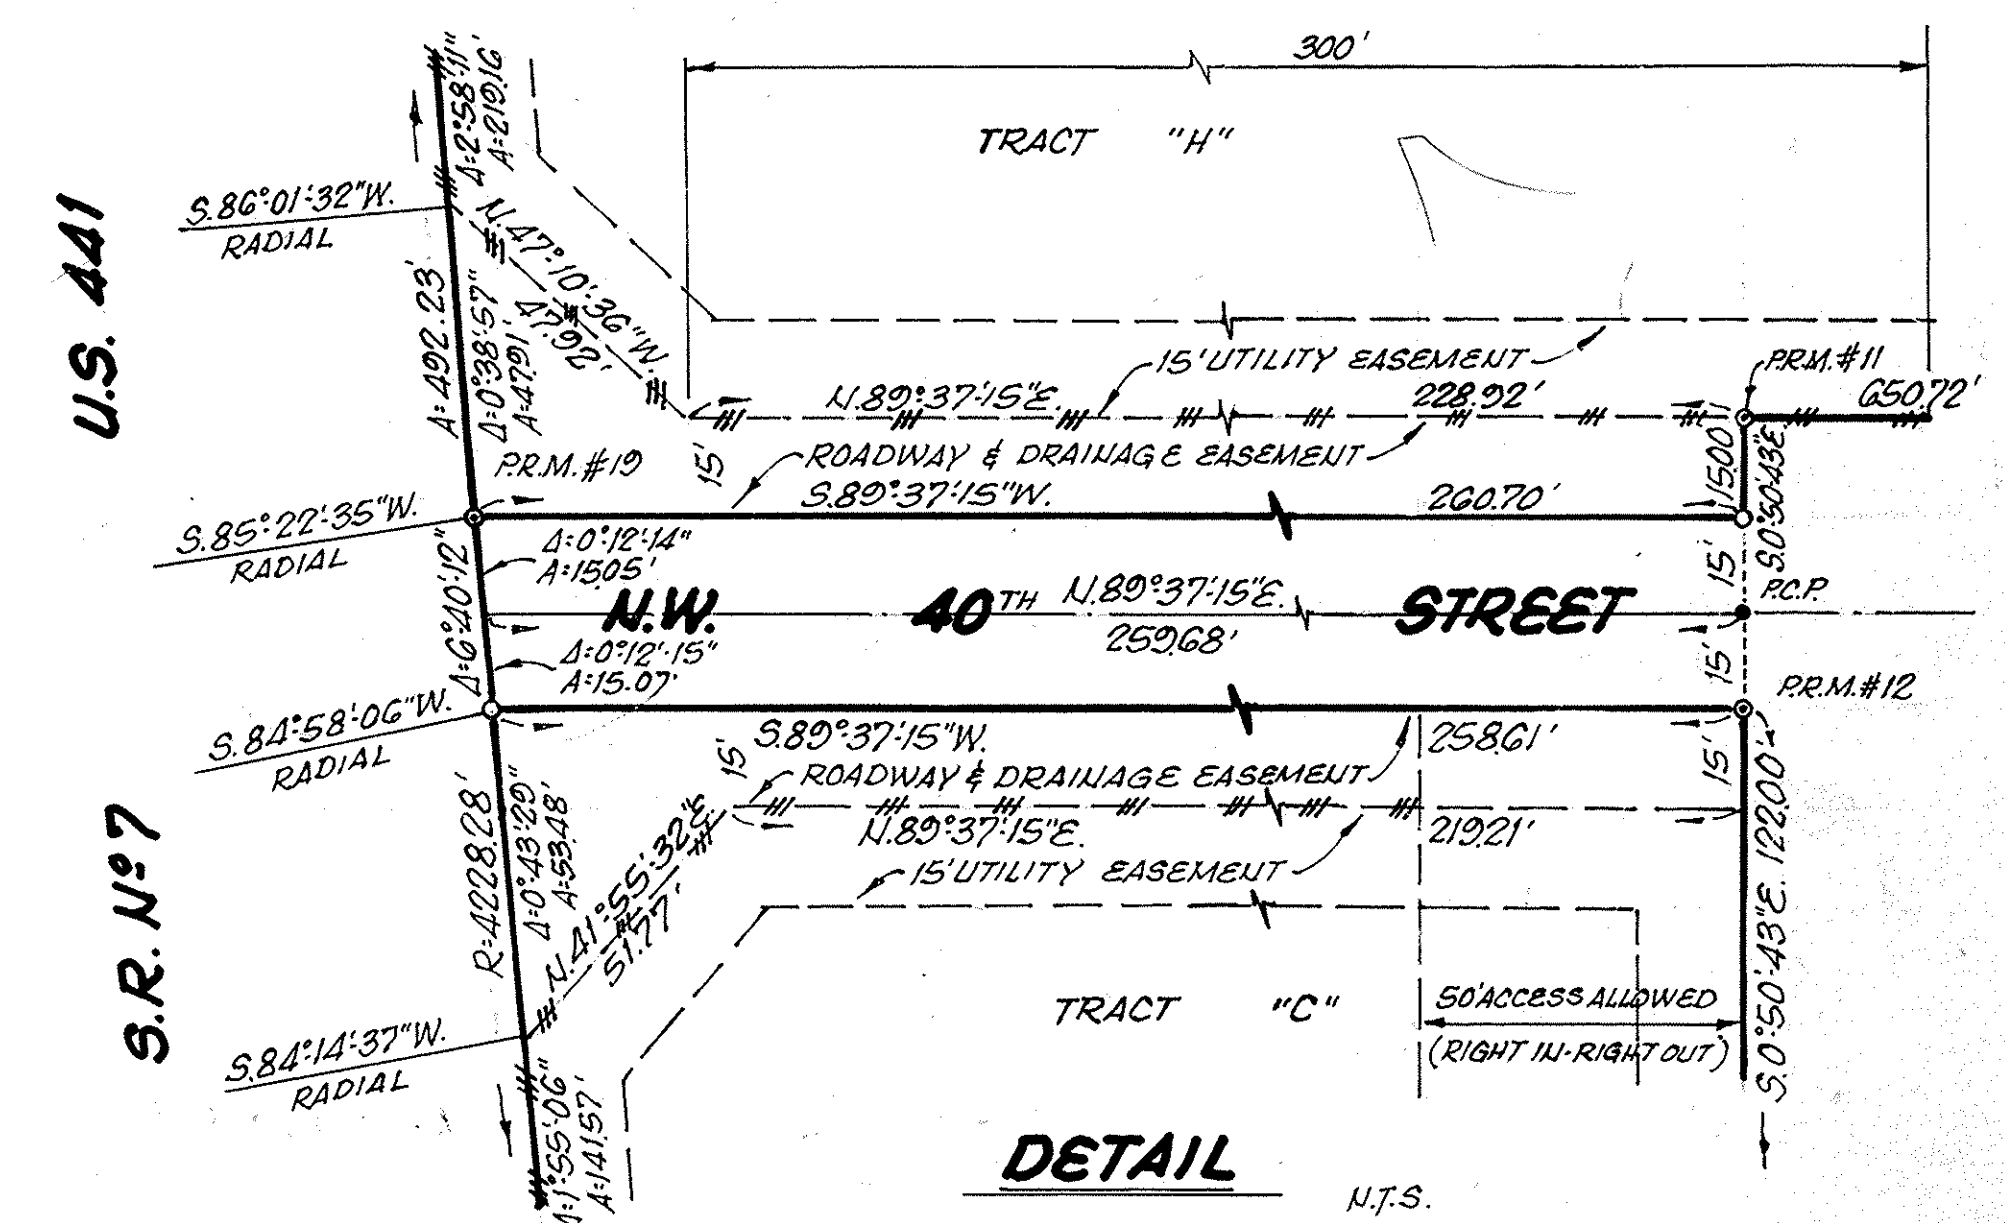 300'
TRACT "H"
Δ=2°-58'-11"
A=219.16'
S.86°-01'-32"W.
RADIAL
U.S. 441
A=492.23'
Δ=0°-38'-57"
A=47.91'
N.47°-10'-36"W.
47.26'
15' UTILITY EASEMENT
P.R.M.#11
650.72'
N.89°-37'-15"E.
228.92'
P.R.M.#19
15'
ROADWAY & DRAINAGE EASEMENT
S.89°-37'-15"W.
260.70'
15.00'
S.0°-50'-43"E.
S.85°-22'-35"W.
RADIAL
Δ=0°-12'-14"
A=15.05'
Δ=6°-40'-12"
N.W. 40TH STREET
N.89°-37'-15"E.
259.68'
15'
P.C.P.
Δ=0°-12'-15"
A=15.07'
15'
P.R.M.#12
S.84°-58'-06"W.
RADIAL
S.89°-37'-15"W.
258.61'
15'
ROADWAY & DRAINAGE EASEMENT
15'
N.89°-37'-15"E.
219.21'
15' UTILITY EASEMENT
S.R. Nº 7
R=4228.28'
Δ=0°-43'-29"
A=53.48'
N.41°-55'-32"E.
51.77'
S.0°-50'-43"E. 122.00'
TRACT "C"
50' ACCESS ALLOWED
(RIGHT IN-RIGHT OUT)
S.84°-14'-37"W.
RADIAL
Δ=1°-55'-06"
A=141.57'
DETAIL
N.T.S.